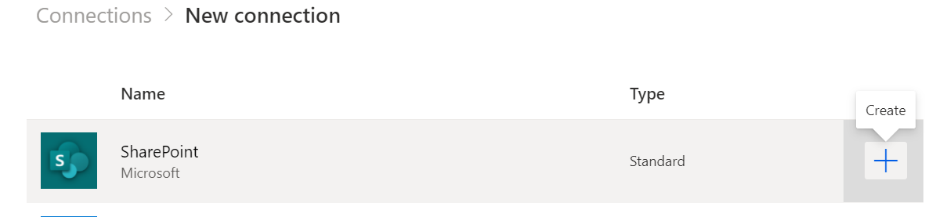 Connections > New connection
Name Type
Create
SharePoint
Microsoft
Standard
S